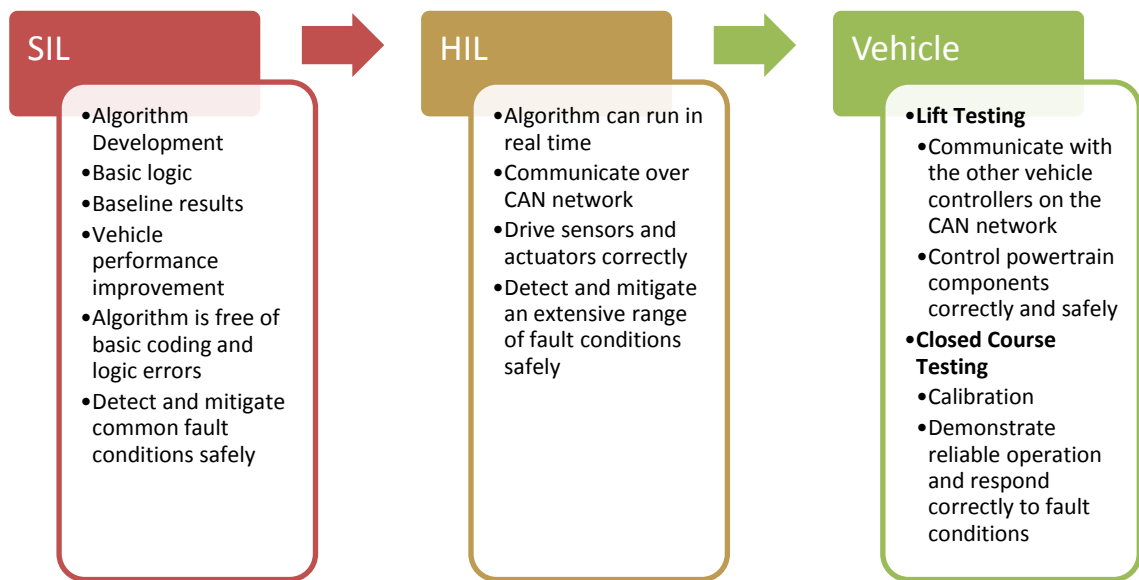 SIL
•Algorithm
Development
•Basic logic
•Baseline results
•Vehicle
performance
improvement
•Algorithm is free of
basic coding and
logic errors
•Detect and mitigate
common fault
conditions safely
HIL
•Algorithm can run in
real time
•Communicate over
CAN network
•Drive sensors and
actuators correctly
•Detect and mitigate
an extensive range
of fault conditions
safely
Vehicle
•Lift Testing
•Communicate with
the other vehicle
controllers on the
CAN network
•Control powertrain
components
correctly and safely
•Closed Course
Testing
•Calibration
•Demonstrate
reliable operation
and respond
correctly to fault
conditions